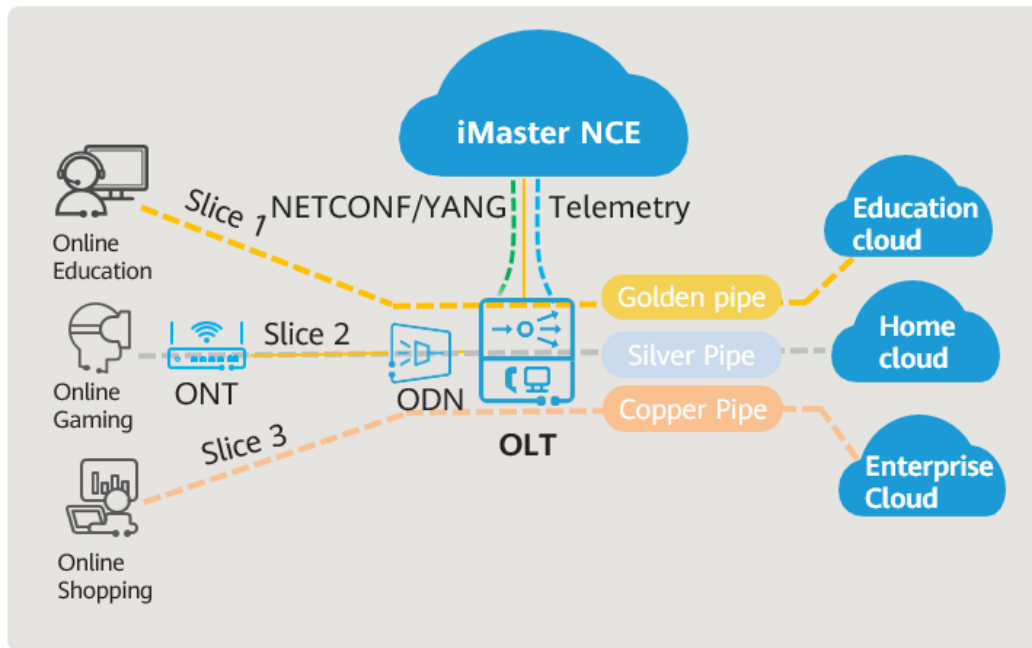 iMaster NCE
NETCONF/YANG
Telemetry
Slice 1
Online
Education
Education
cloud
Golden pipe
Slice 2
Silver Pipe
Home
cloud
Online
Gaming
ONT
ODN
Copper Pipe
OLT
Slice 3
Enterprise
Cloud
Online
Shopping